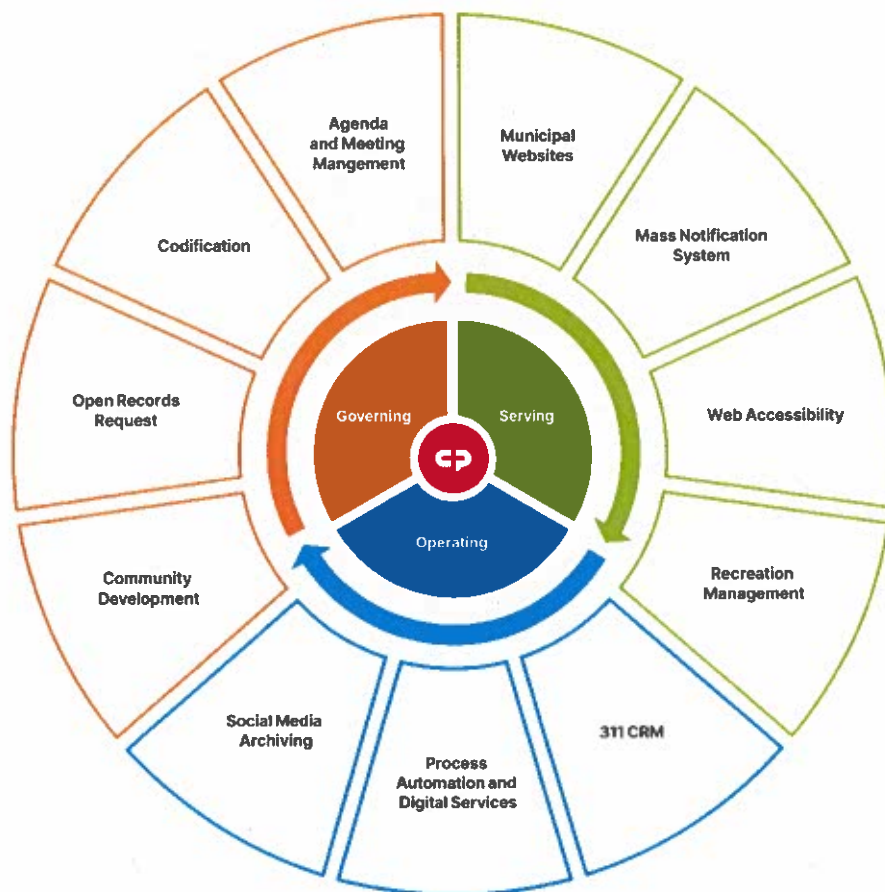 Agenda
and Meeting
Mangement
Municipal
Websites
Mass Notification
System
Web Accessibility
Recreation
Management
311 CRM
Process
Automation and
Digital Services
Social Media
Archiving
Community
Development
Open Records
Request
Codification
Governing
Serving
Operating
CP